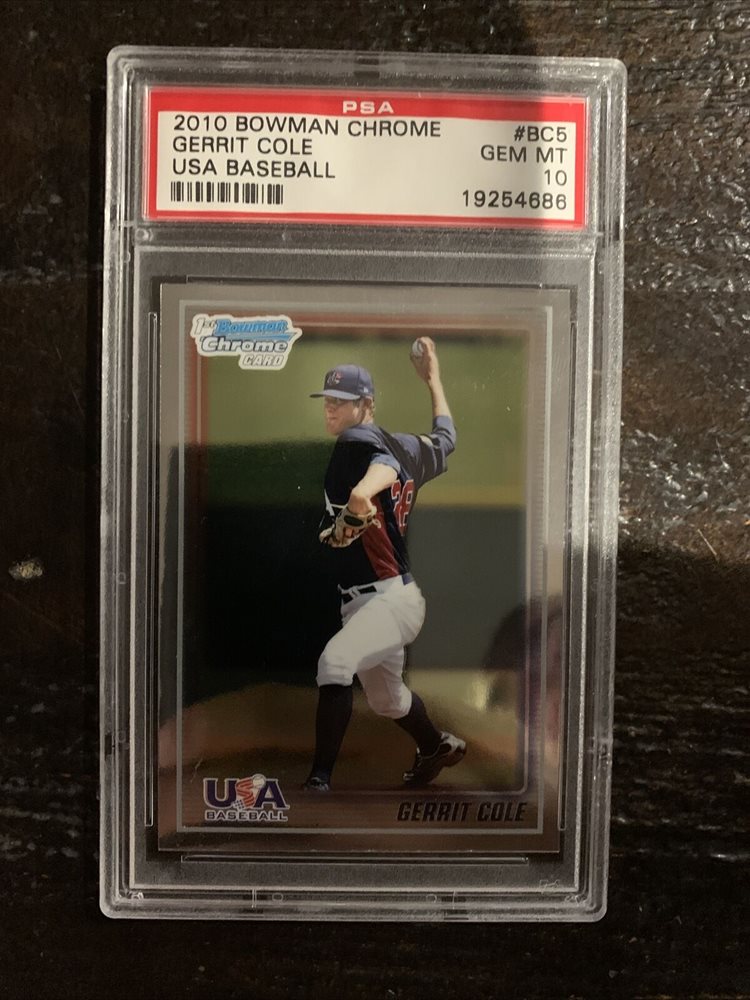 PSA
2010 BOWMAN CHROME #BC5
GERRIT COLE GEM MT
USA BASEBALL 10
19254686
1st Bowman
Chrome
CARD
28
USA
BASEBALL
GERRIT COLE